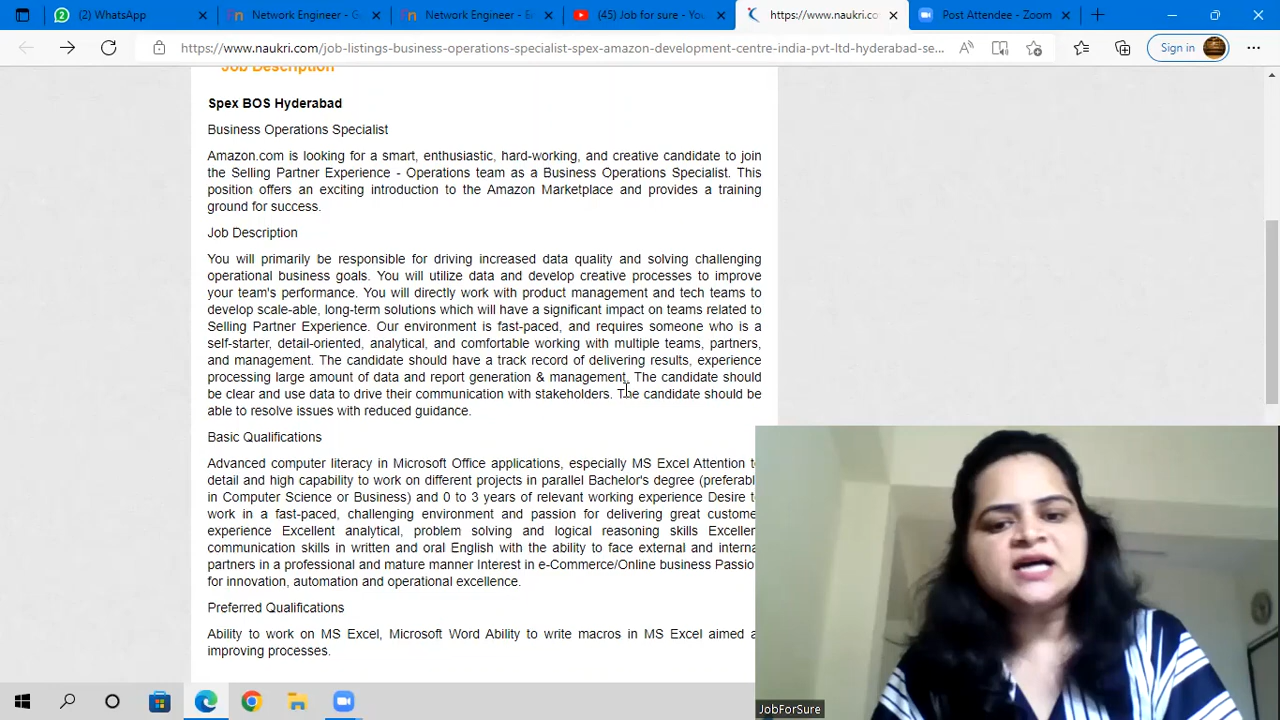 (2) WhatsApp
Network Engineer - G
Network Engineer - E
(45) Job for sure - You
https://www.naukri.co
Post Attendee - Zoom
https://www.naukri.com/job-listings-business-operations-specialist-spex-amazon-development-centre-india-pvt-ltd-hyderabad-se...
Sign in
Job Description
Spex BOS Hyderabad
Business Operations Specialist
Amazon.com is looking for a smart, enthusiastic, hard-working, and creative candidate to join
the Selling Partner Experience - Operations team as a Business Operations Specialist. This
position offers an exciting introduction to the Amazon Marketplace and provides a training
ground for success.
Job Description
You will primarily be responsible for driving increased data quality and solving challenging
operational business goals. You will utilize data and develop creative processes to improve
your team's performance. You will directly work with product management and tech teams to
develop scale-able, long-term solutions which will have a significant impact on teams related to
Selling Partner Experience. Our environment is fast-paced, and requires someone who is a
self-starter, detail-oriented, analytical, and comfortable working with multiple teams, partners,
and management. The candidate should have a track record of delivering results, experience
processing large amount of data and report generation & management. The candidate should
be clear and use data to drive their communication with stakeholders. The candidate should be
able to resolve issues with reduced guidance.
Basic Qualifications
Advanced computer literacy in Microsoft Office applications, especially MS Excel Attention t
detail and high capability to work on different projects in parallel Bachelor's degree (preferabl
in Computer Science or Business) and 0 to 3 years of relevant working experience Desire t
work in a fast-paced, challenging environment and passion for delivering great custome
experience Excellent analytical, problem solving and logical reasoning skills Excellen
communication skills in written and oral English with the ability to face external and interna
partners in a professional and mature manner Interest in e-Commerce/Online business Passio
for innovation, automation and operational excellence.
Preferred Qualifications
Ability to work on MS Excel, Microsoft Word Ability to write macros in MS Excel aimed a
improving processes.
JobForSure